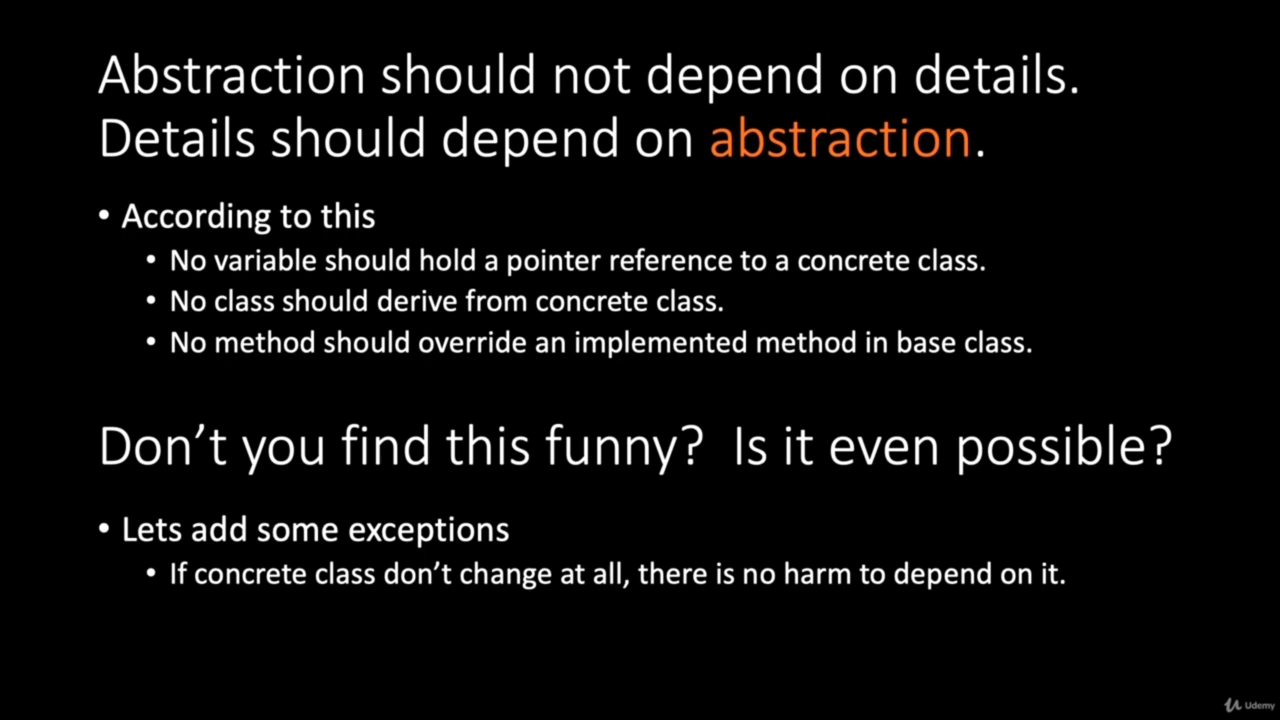 Abstraction should not depend on details.
Details should depend on abstraction.
• According to this
• No variable should hold a pointer reference to a concrete class.
• No class should derive from concrete class.
• No method should override an implemented method in base class.
Don’t you find this funny?  Is it even possible?
• Lets add some exceptions
• If concrete class don’t change at all, there is no harm to depend on it.
Udemy